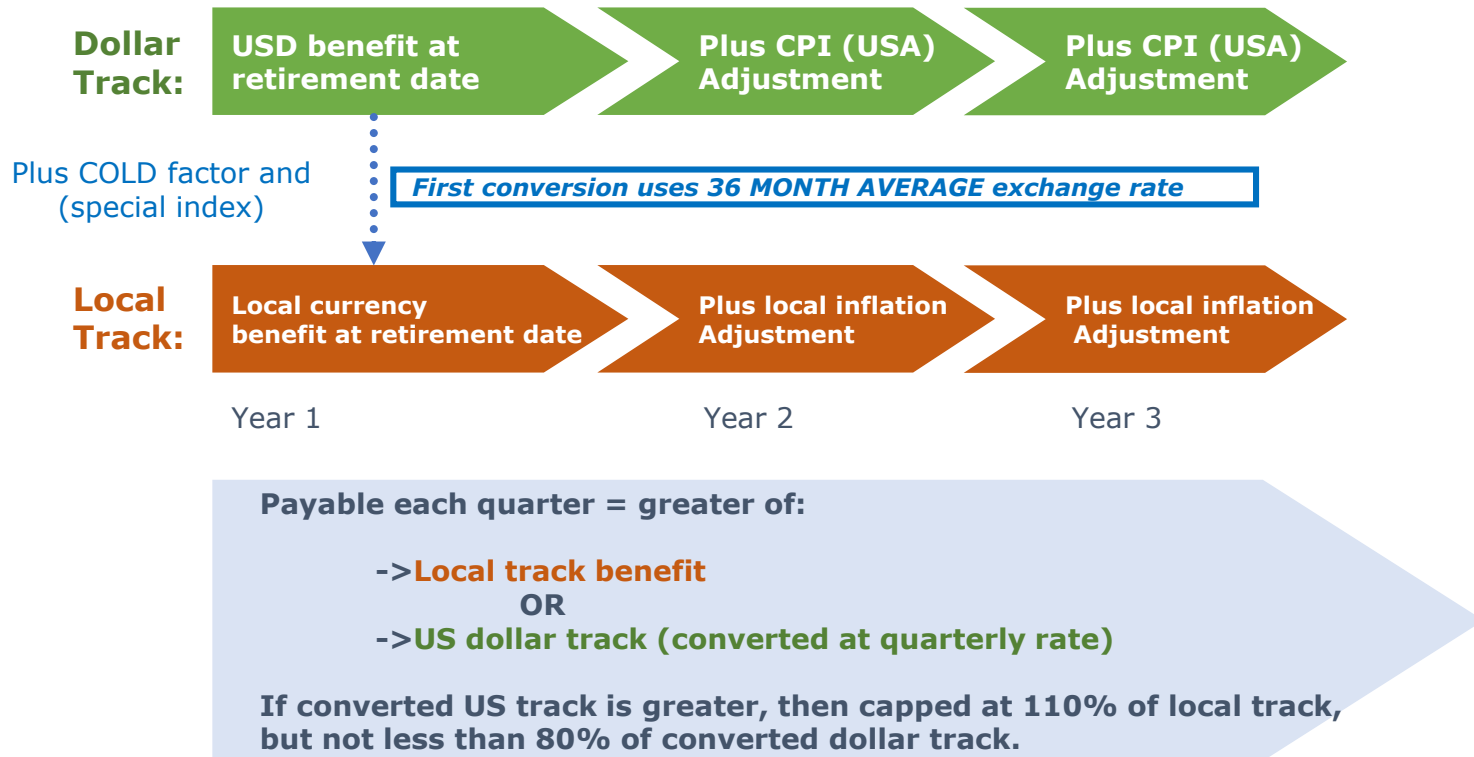 Dollar
Track:
USD benefit at
retirement date
Plus CPI (USA)
Adjustment
Plus CPI (USA)
Adjustment
Plus COLD factor and
(special index)
First conversion uses 36 MONTH AVERAGE exchange rate
Local
Track:
Local currency
benefit at retirement date
Plus local inflation
Adjustment
Plus local inflation
Adjustment
Year 1
Year 2
Year 3
Payable each quarter = greater of:
->Local track benefit
OR
->US dollar track (converted at quarterly rate)
If converted US track is greater, then capped at 110% of local track,
but not less than 80% of converted dollar track.